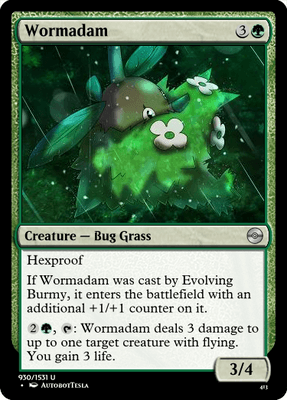 Wormadam 3
Creature — Bug Grass
Hexproof
If Wormadam was cast by Evolving
Burmy, it enters the battlefield with an
additional +1/+1 counter on it.
2 , : Wormadam deals 3 damage to
up to one target creature with flying.
You gain 3 life.
3/4
930/1531 U
• AutobotTesla